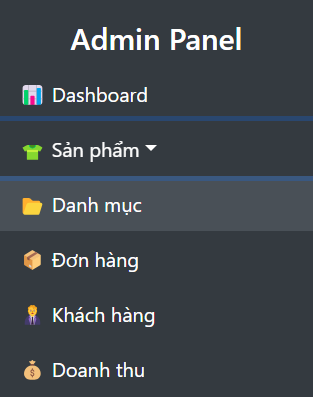 Admin Panel
Dashboard
Sản phẩm
Danh mục
Đơn hàng
Khách hàng
Doanh thu